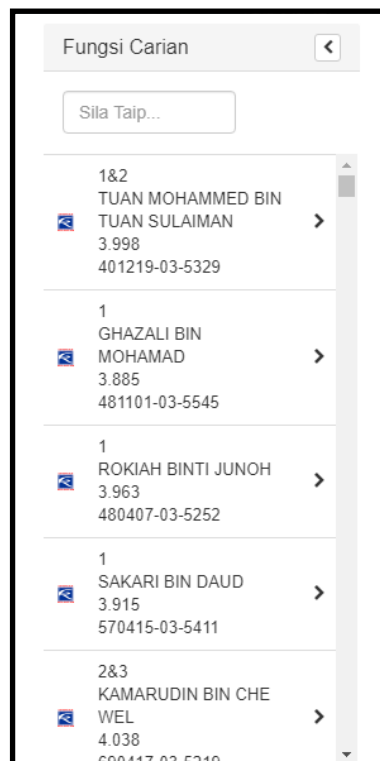 Fungsi Carian
Sila Taip...
1&2
TUAN MOHAMMED BIN
TUAN SULAIMAN
3.998
401219-03-5329
1
GHAZALI BIN
MOHAMAD
3.885
481101-03-5545
1
ROKIAH BINTI JUNOH
3.963
480407-03-5252
1
SAKARI BIN DAUD
3.915
570415-03-5411
2&3
KAMARUDIN BIN CHE
WEL
4.038